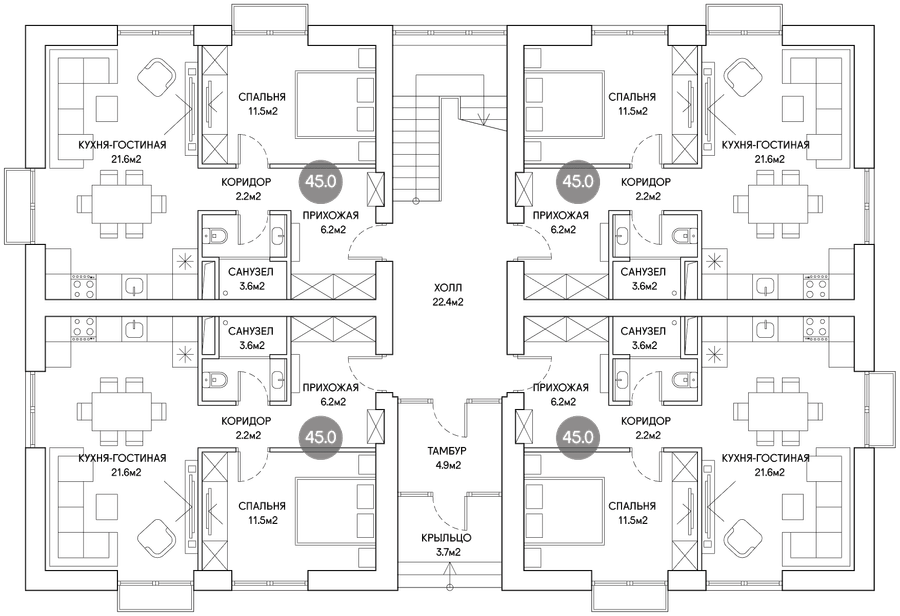 СПАЛЬНЯ
11.5м2
КУХНЯ-ГОСТИНАЯ
21.6м2
КОРИДОР
2.2м2
45.0
ПРИХОЖАЯ
6.2м2
САНУЗЕЛ
3.6м2
СПАЛЬНЯ
11.5м2
КУХНЯ-ГОСТИНАЯ
21.6м2
45.0
КОРИДОР
2.2м2
ПРИХОЖАЯ
6.2м2
САНУЗЕЛ
3.6м2
ХОЛЛ
22.4м2
САНУЗЕЛ
3.6м2
ПРИХОЖАЯ
6.2м2
КОРИДОР
2.2м2
45.0
КУХНЯ-ГОСТИНАЯ
21.6м2
СПАЛЬНЯ
11.5м2
ТАМБУР
4.9м2
КРЫЛЬЦО
3.7м2
САНУЗЕЛ
3.6м2
ПРИХОЖАЯ
6.2м2
КОРИДОР
2.2м2
45.0
КУХНЯ-ГОСТИНАЯ
21.6м2
СПАЛЬНЯ
11.5м2